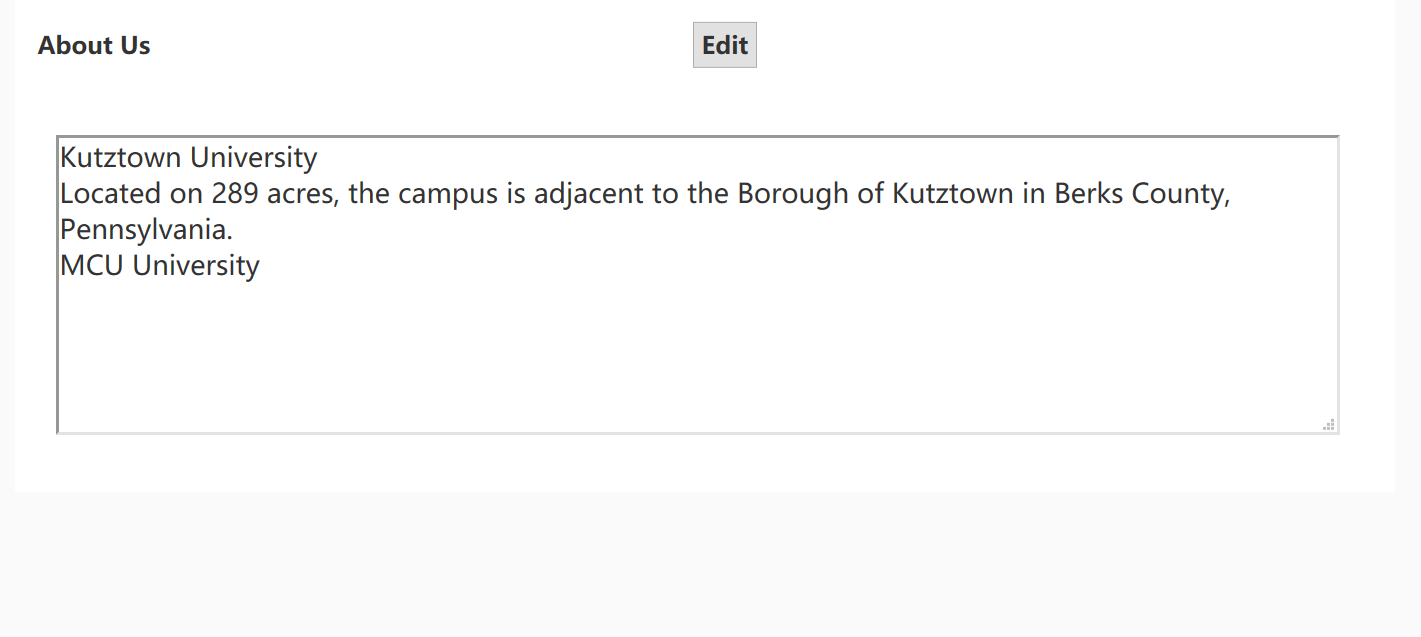 About Us
Edit
Kutztown University
Located on 289 acres, the campus is adjacent to the Borough of Kutztown in Berks County,
Pennsylvania.
MCU University